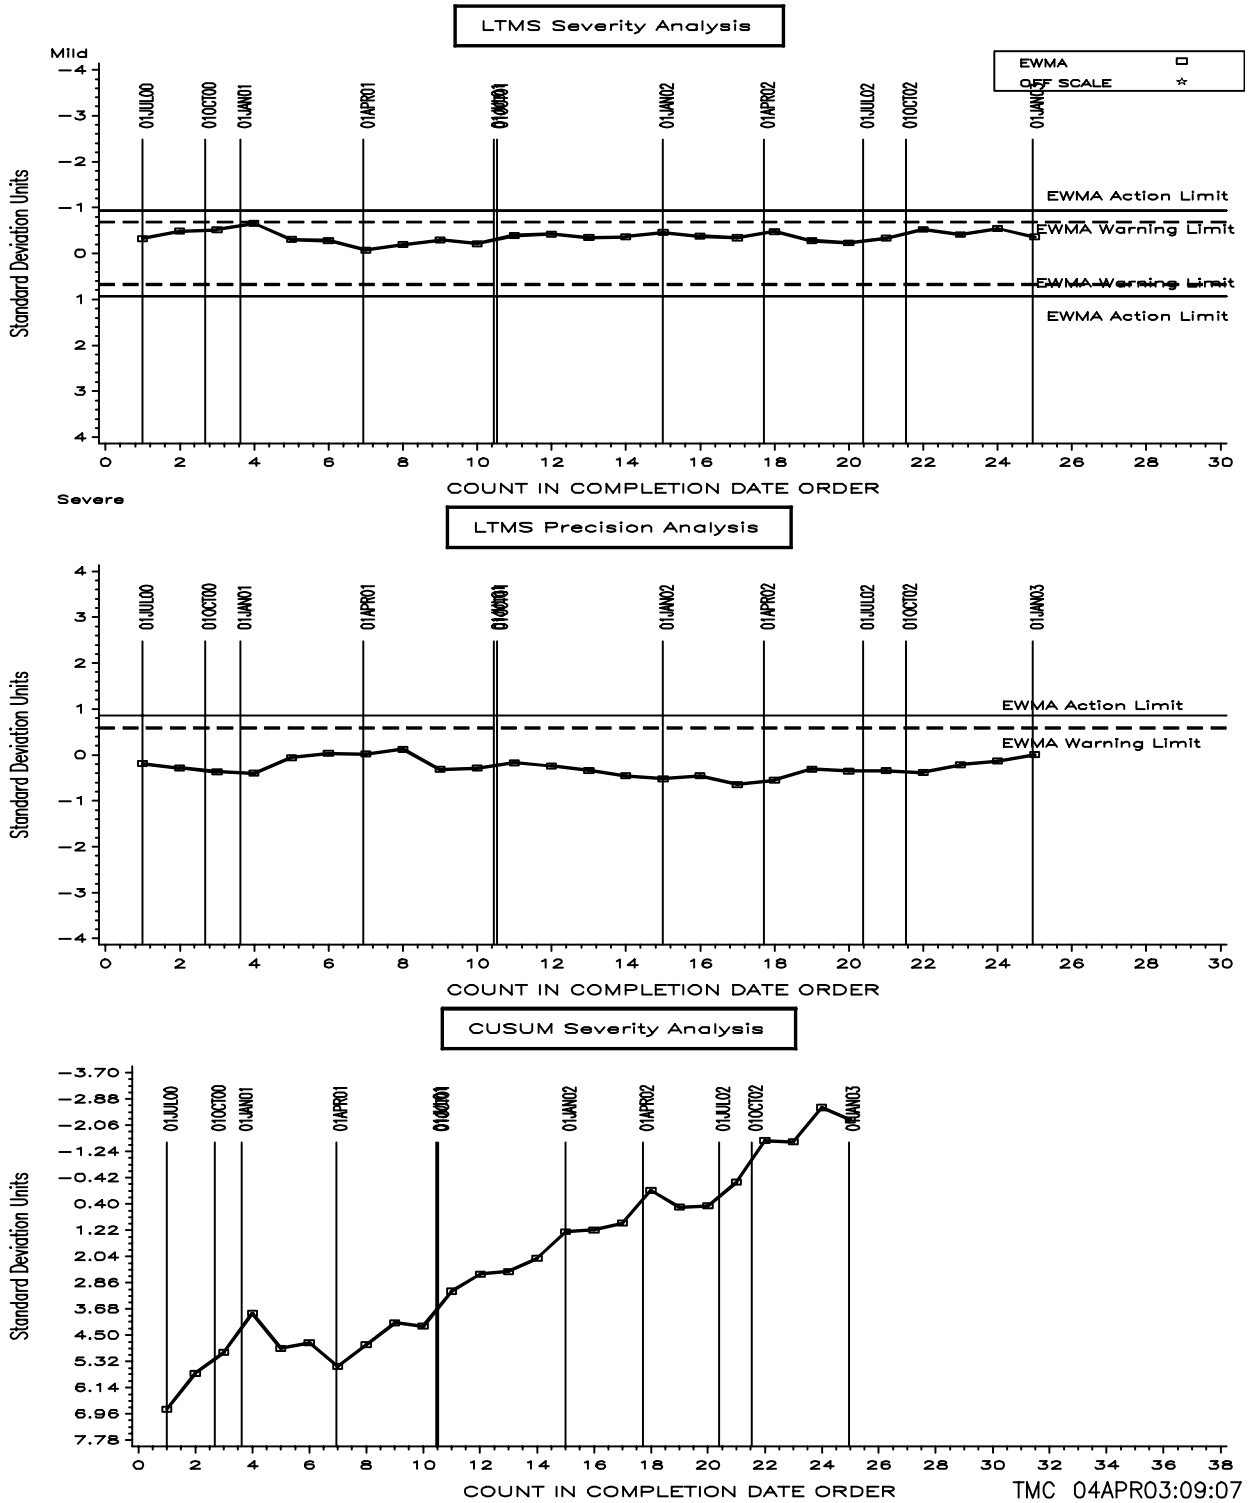 LTMS Severity Analysis
Mild
EWMA
OFF SCALE
-4
-3
-2
-1
0
1
2
3
4
Standard Deviation Units
01JUL00 01OCT00 01JAN01 01APR01 01JAN02 01APR02 01JUL02 01OCT02 01JAN03
EWMA Action Limit
EWMA Warning Limit
EWMA Warning Limit
EWMA Action Limit
0 2 4 6 8 10 12 14 16 18 20 22 24 26 28 30
COUNT IN COMPLETION DATE ORDER
Severe
LTMS Precision Analysis
4
3
2
1
0
-1
-2
-3
-4
Standard Deviation Units
01JUL00 01OCT00 01JAN01 01APR01 01JAN02 01APR02 01JUL02 01OCT02 01JAN03
EWMA Action Limit
EWMA Warning Limit
0 2 4 6 8 10 12 14 16 18 20 22 24 26 28 30
COUNT IN COMPLETION DATE ORDER
CUSUM Severity Analysis
-3.70
-2.88
-2.06
-1.24
-0.42
0.40
1.22
2.04
2.86
3.68
4.50
5.32
6.14
6.96
7.78
Standard Deviation Units
01JUL00 01OCT00 01JAN01 01APR01 01JAN02 01APR02 01JUL02 01OCT02 01JAN03
0 2 4 6 8 10 12 14 16 18 20 22 24 26 28 30 32 34 36 38
COUNT IN COMPLETION DATE ORDER
TMC 04APR03:09:07